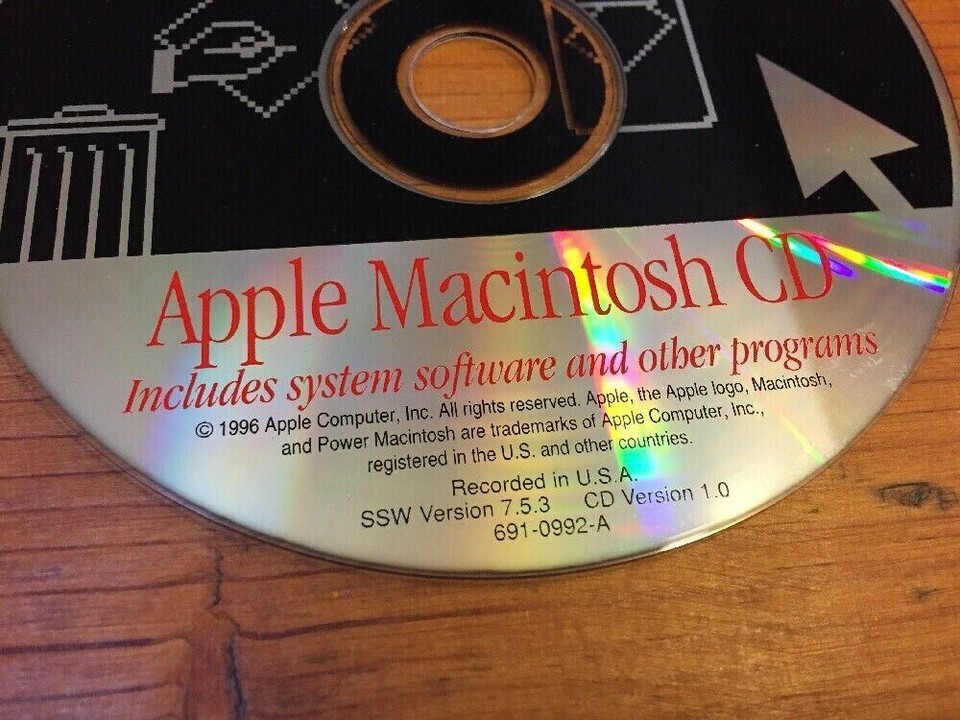 Apple Macintosh CD
Includes system software and other programs
© 1996 Apple Computer, Inc. All rights reserved. Apple, the Apple logo, Macintosh,
and Power Macintosh are trademarks of Apple Computer, Inc.,
registered in the U.S. and other countries.
Recorded in U.S.A.
SSW Version 7.5.3 CD Version 1.0
691-0992-A